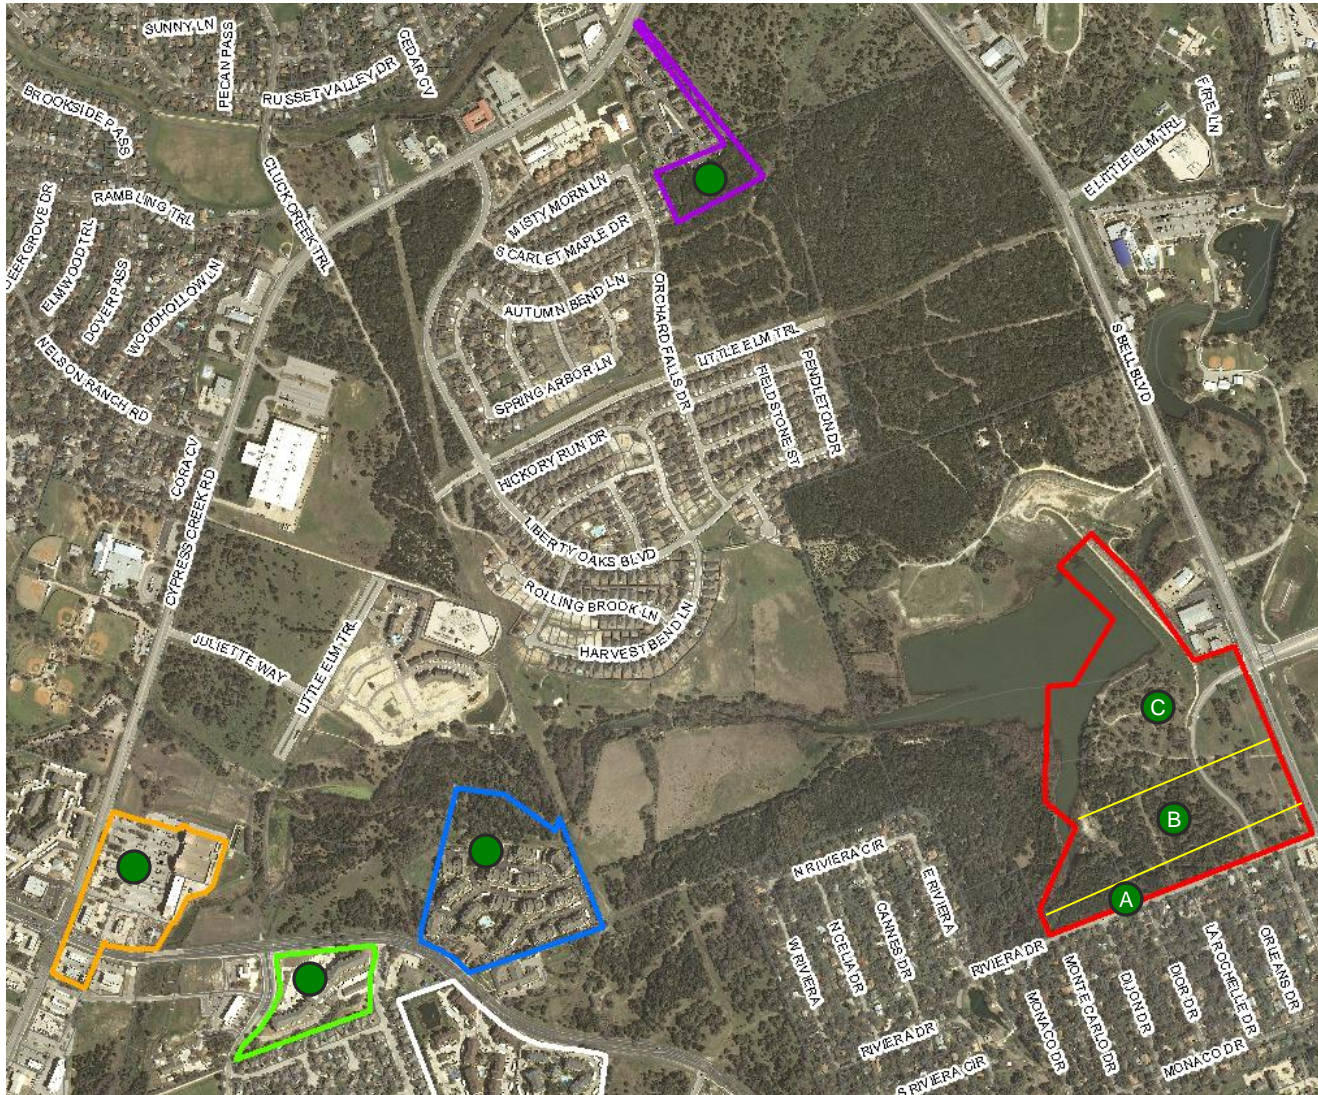 SUNNY LN
PECAN PASS
CEDAR CV
RUSSET VALLEY DR
BROOKSIDE PASS
FIRE LN
E LITTLE ELM TRL
CLUCK CREEK TRL
DEERGROVE DR
RAMBLING TRL
ELMWOOD TRL
DOVER PASS
WOODHOLLOW LN
MISTY MORN LN
SCARLET MAPLE DR
AUTUMN BEND LN
ORCHARD FALLS DR
SPRING ARBOR LN
LITTLE ELM TRL
S BELL BLVD
NELSON RANCH RD
PENDLETON DR
FIELDSTONE ST
HICKORY RUN DR
CORA CV
CYPRESS CREEK RD
LIBERTY OAKS BLVD
ROLLING BROOK LN
HARVEST BEND LN
JULIETTE WAY
LITTLE ELM TRL
C
B
A
N RIVIERA CIR
E RIVIERA
CANNES DR
NOELIA DR
W RIVIERA
RIVIERA DR
MONTE CARLO DR
MONACO DR
DIJON DR
DIOR DR
LA ROCHELLE DR
ORLEANS DR
RIVIERA DR
MONACO DR
S RIVIERA CIR